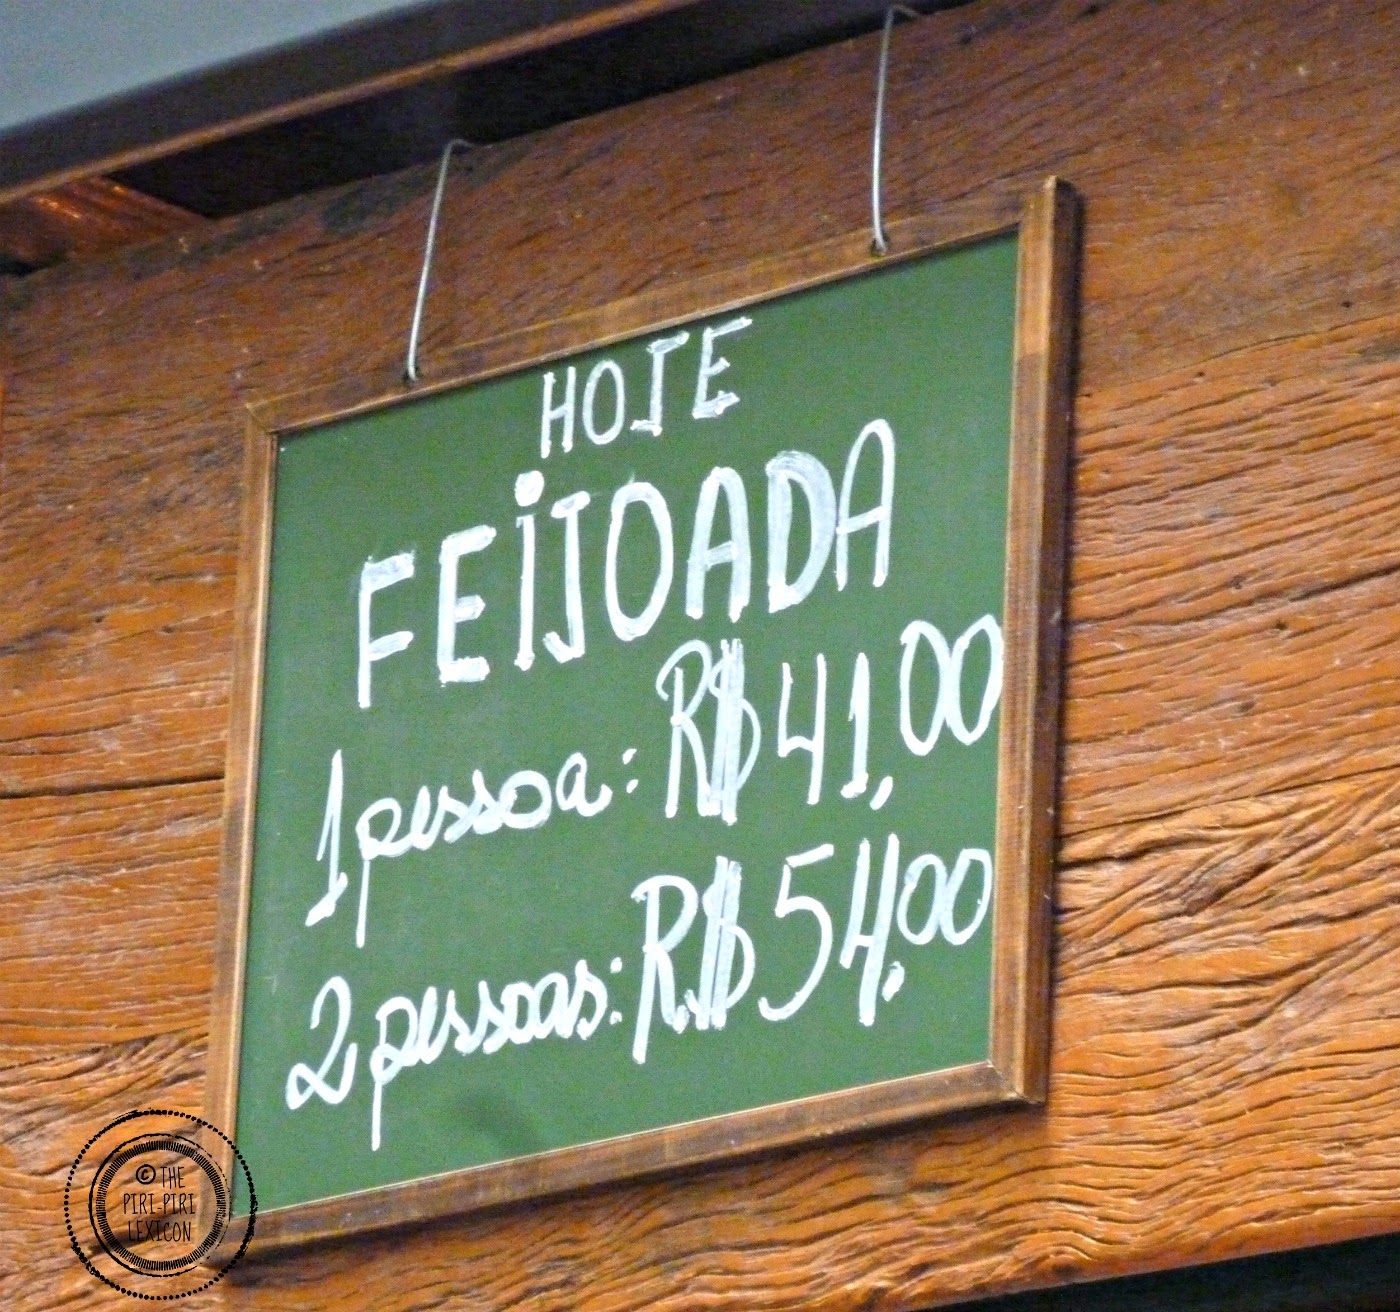 HOJE
FEIJOADA
1 pessoa: R$ 41,00
2 pessoas: R$ 54,00
© THE
PIRI-PIRI
LEXICON